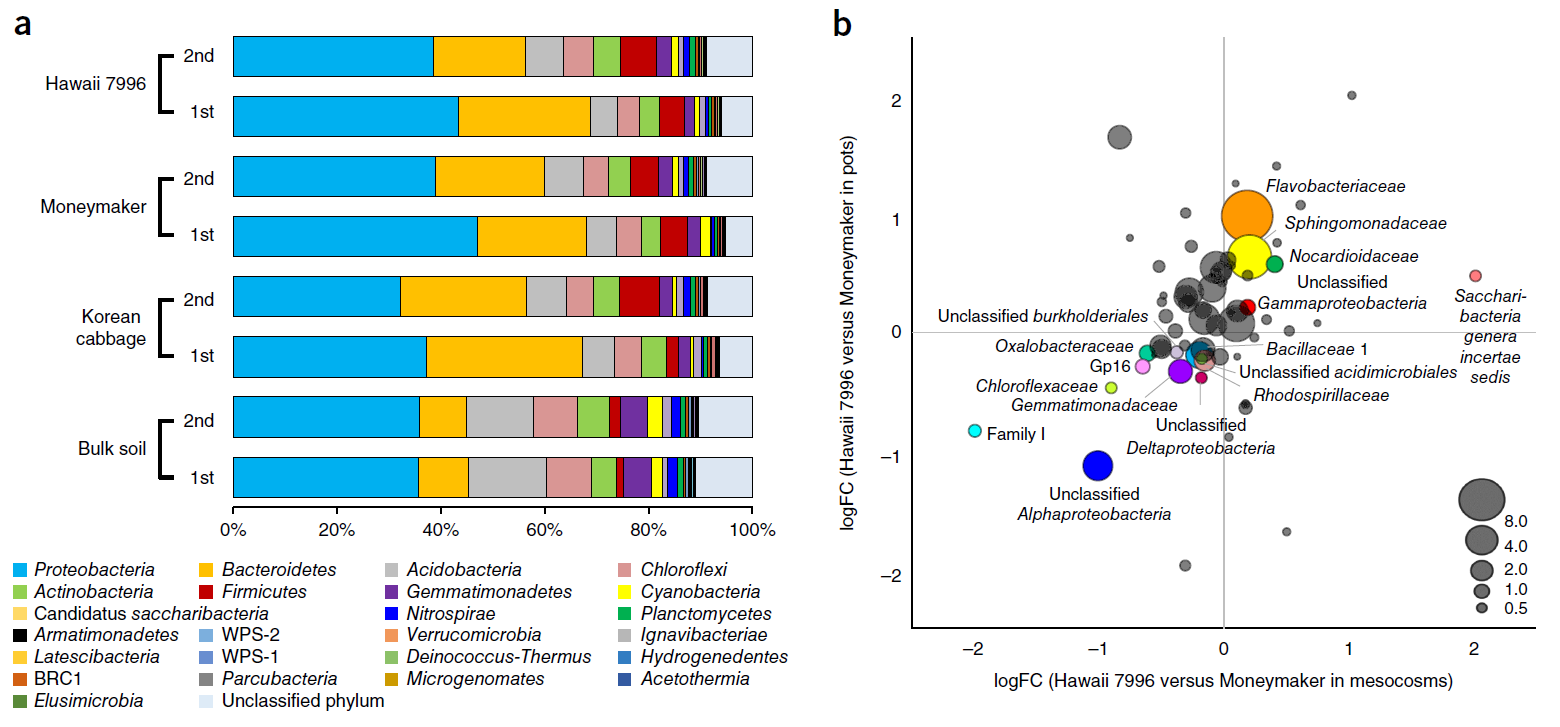 a
Hawaii 7996
2nd
1st
Moneymaker
2nd
1st
Korean
cabbage
2nd
1st
Bulk soil
2nd
1st
0% 20% 40% 60% 80% 100%
Proteobacteria Bacteroidetes Acidobacteria Chloroflexi
Actinobacteria Firmicutes Gemmatimonadetes Cyanobacteria
Candidatus saccharibacteria Nitrospirae Planctomycetes
Armatimonadetes WPS-2 Verrucomicrobia Ignavibacteriae
Latescibacteria WPS-1 Deinococcus-Thermus Hydrogenedentes
BRC1 Parcubacteria Microgenomates Acetothermia
Elusimicrobia Unclassified phylum
b
logFC (Hawaii 7996 versus Moneymaker in pots)
2
1
0
−1
−2
Flavobacteriaceae
Sphingomonadaceae
Nocardioidaceae
Unclassified
Gammaproteobacteria
Sacchari-
bacteria
genera
incertae
sedis
Unclassified burkholderiales
Oxalobacteraceae
Gp16
Chloroflexaceae
Gemmatimonadaceae
Bacillaceae 1
Unclassified acidimicrobiales
Rhodospirillaceae
Unclassified
Deltaproteobacteria
Family I
Unclassified
Alphaproteobacteria
8.0
4.0
2.0
1.0
0.5
−2 −1 0 1 2
logFC (Hawaii 7996 versus Moneymaker in mesocosms)